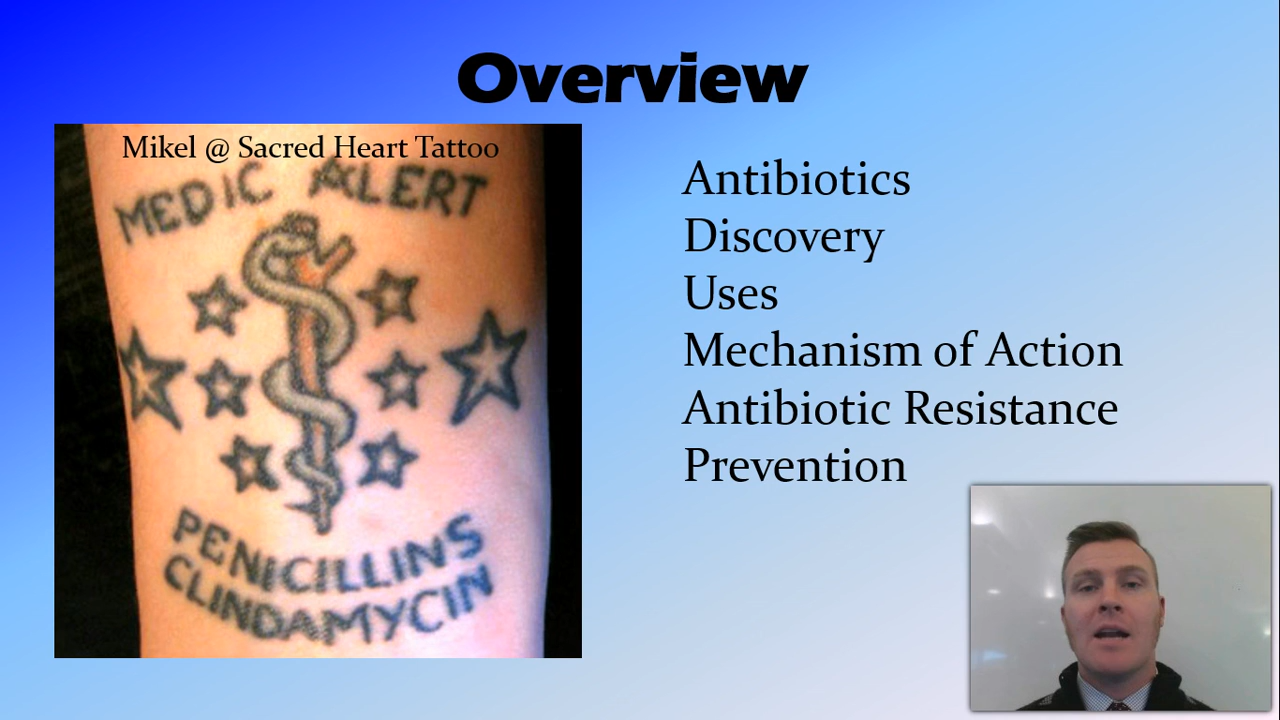 Overview
Mikel @ Sacred Heart Tattoo
MEDIC ALERT
PENICILLINS
CLINDAMYCIN
Antibiotics
Discovery
Uses
Mechanism of Action
Antibiotic Resistance
Prevention